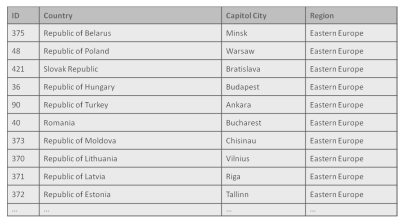 ID Country Capitol City Region
375 Republic of Belarus Minsk Eastern Europe
48 Republic of Poland Warsaw Eastern Europe
421 Slovak Republic Bratislava Eastern Europe
36 Republic of Hungary Budapest Eastern Europe
90 Republic of Turkey Ankara Eastern Europe
40 Romania Bucharest Eastern Europe
373 Republic of Moldova Chisinau Eastern Europe
370 Republic of Lithuania Vilnius Eastern Europe
371 Republic of Latvia Riga Eastern Europe
372 Republic of Estonia Tallinn Eastern Europe
... ... ... ...